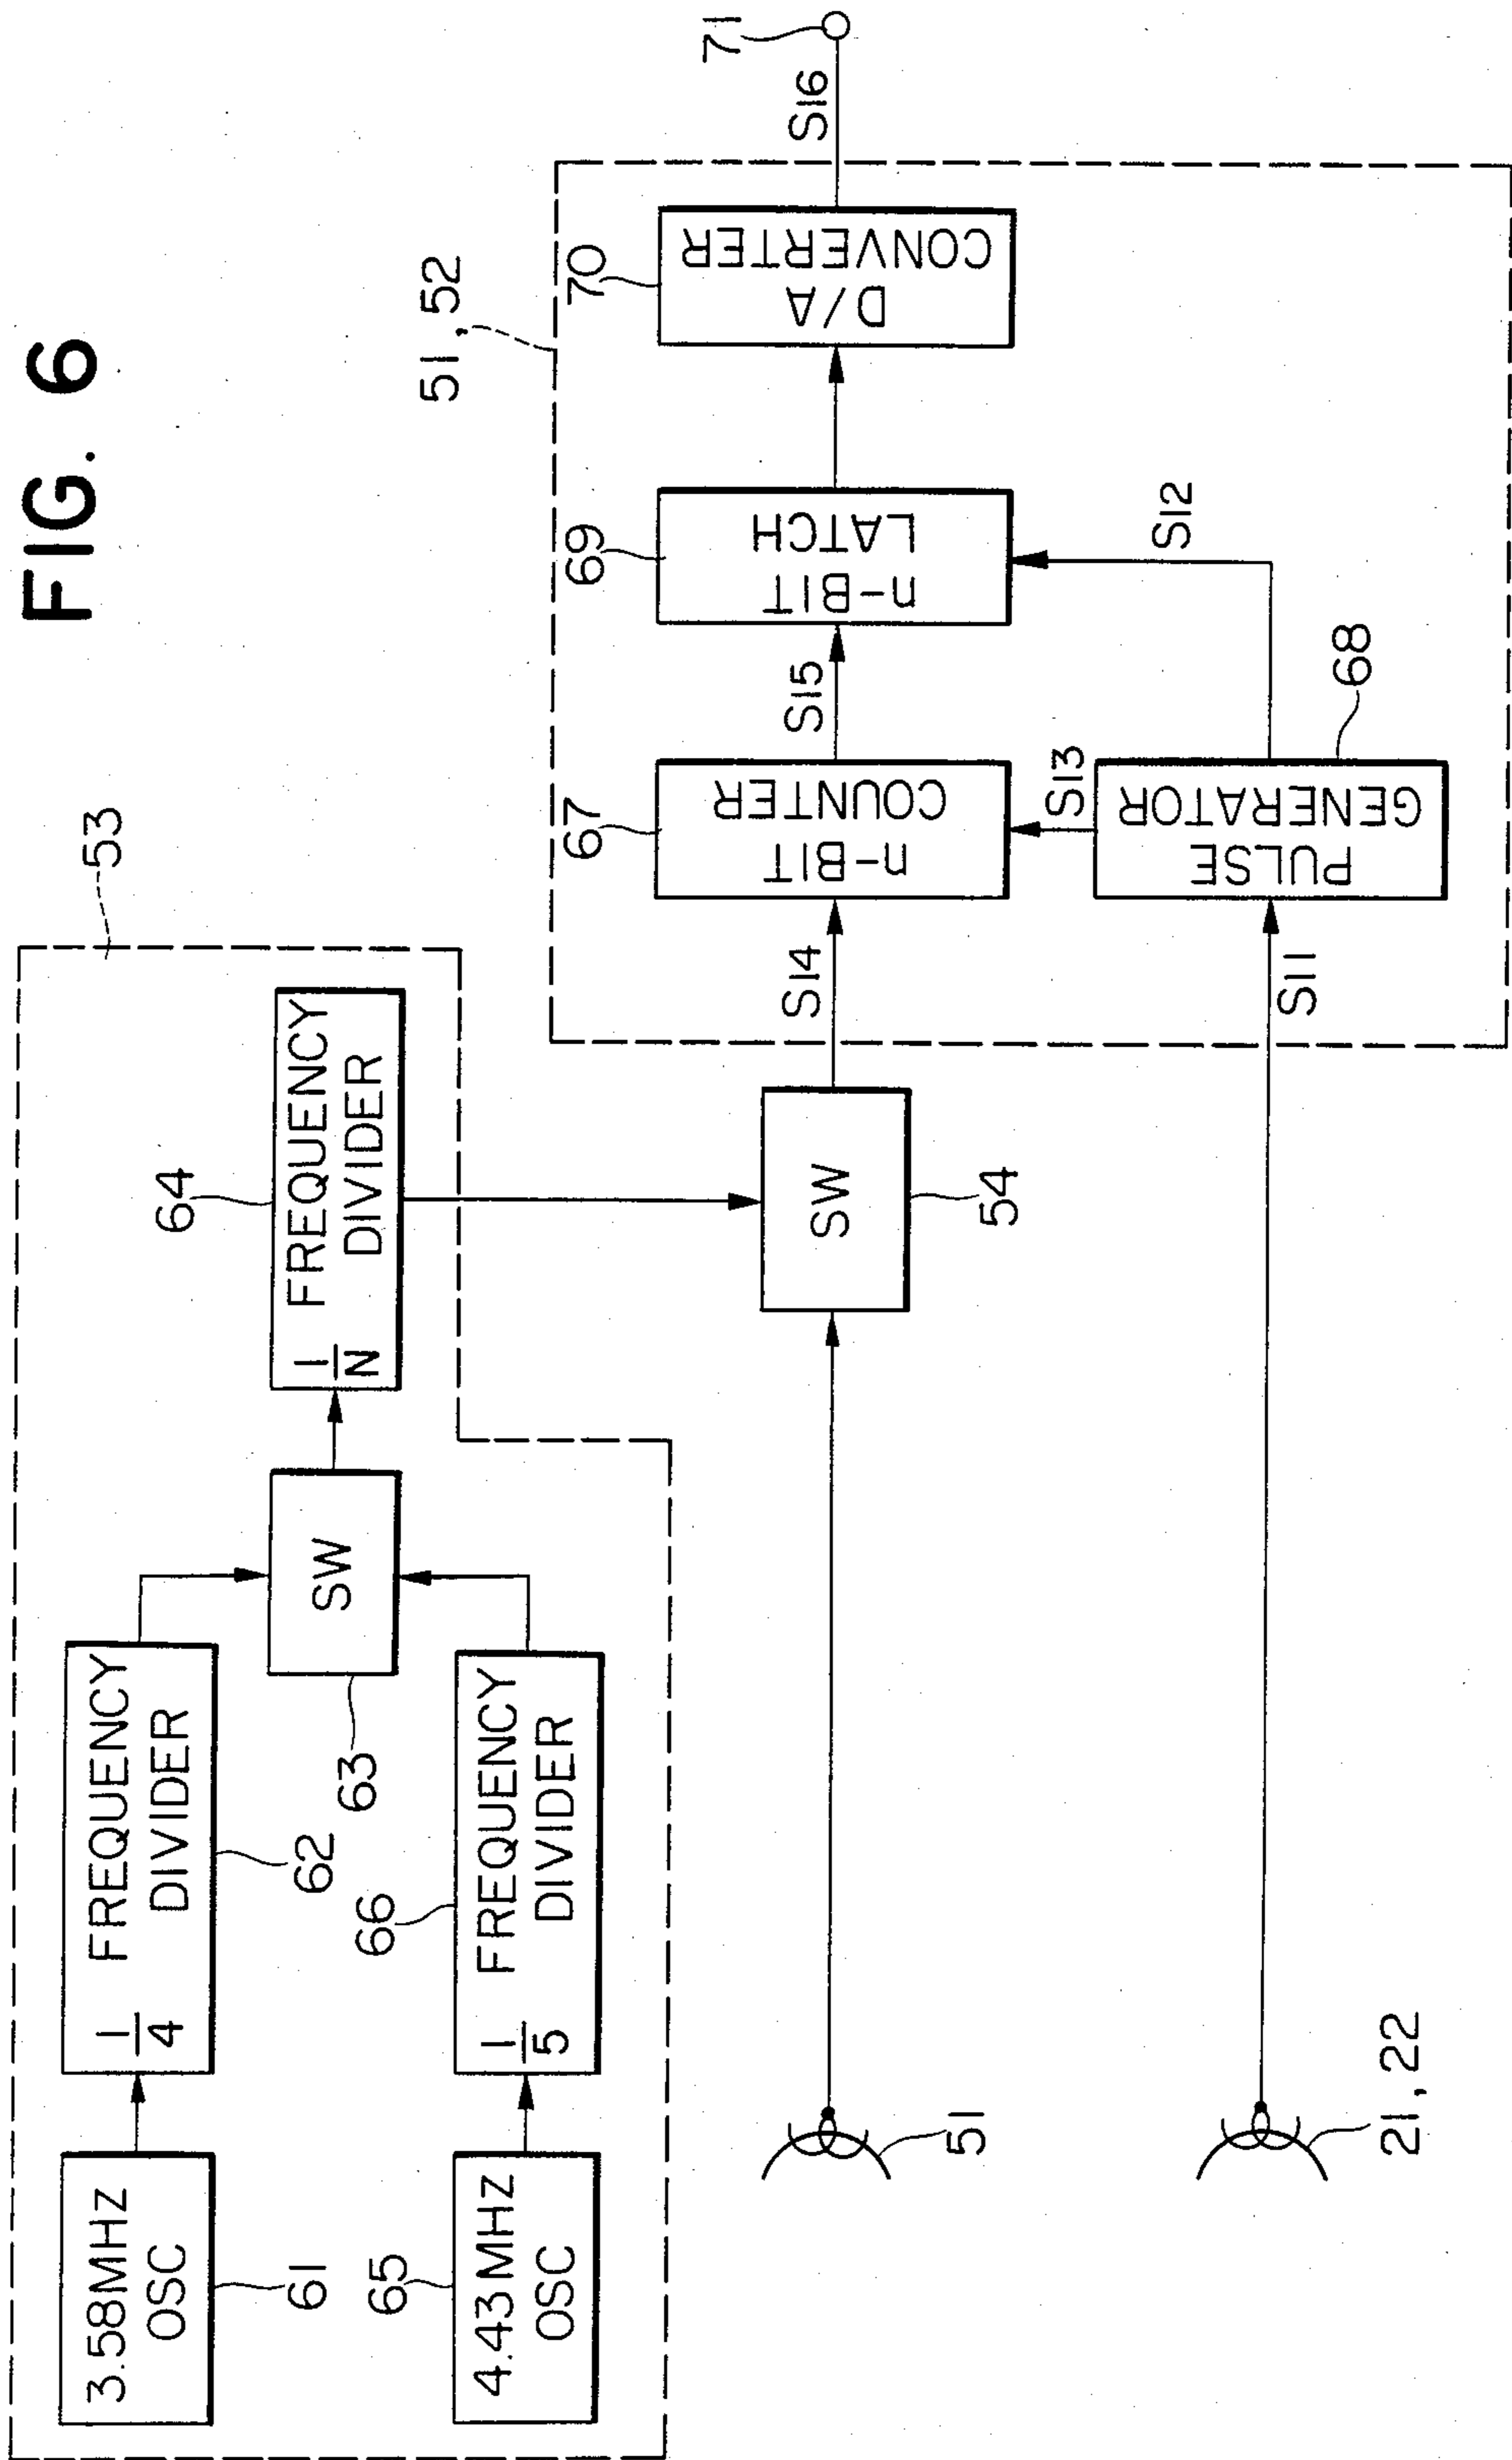 FIG. 6
53
3.58MHZ
OSC
61
1/4 FREQUENCY
DIVIDER
62
4.43MHZ
OSC
65
1/5 FREQUENCY
DIVIDER
66
SW
63
1/N FREQUENCY
DIVIDER
64
51
SW
54
21, 22
51, 52
S14
n-BIT
COUNTER
67
S15
n-BIT
LATCH
69
D/A
CONVERTER
70
S16
71
S11
PULSE
GENERATOR
68
S13
S12